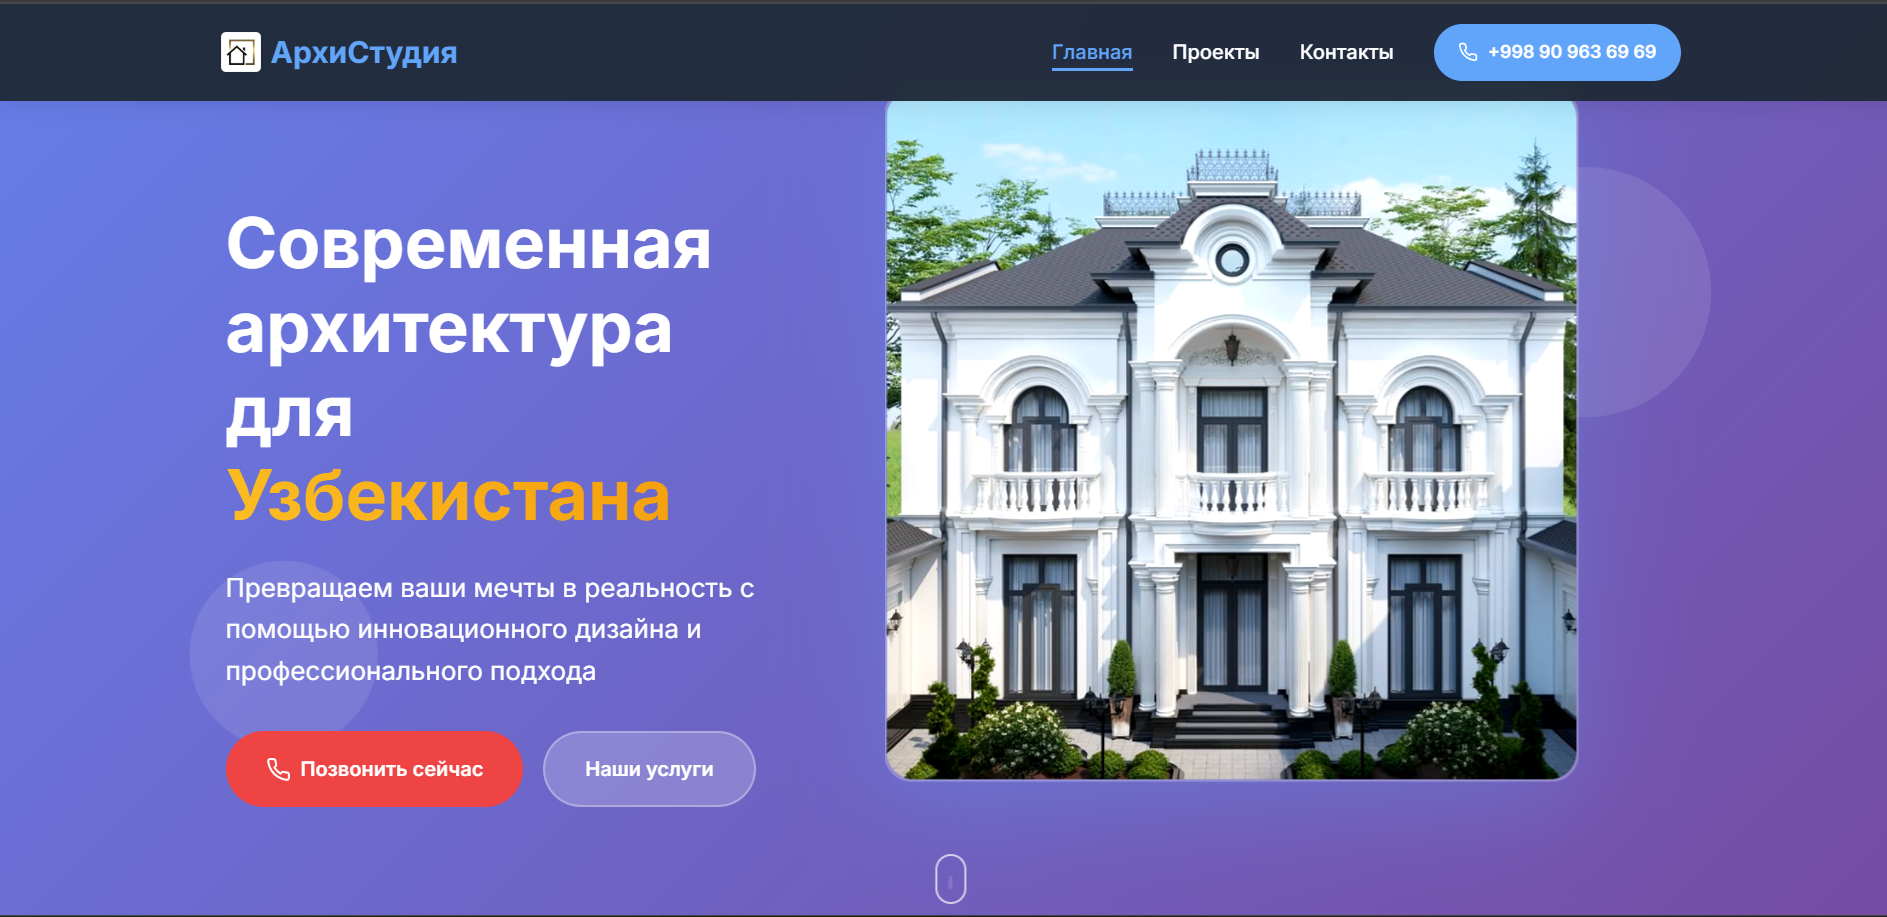 АрхиСтудия
Главная
Проекты
Контакты
+998 90 963 69 69
Современная
архитектура
для
Узбекистана
Превращаем ваши мечты в реальность с
помощью инновационного дизайна и
профессионального подхода
Позвонить сейчас
Наши услуги